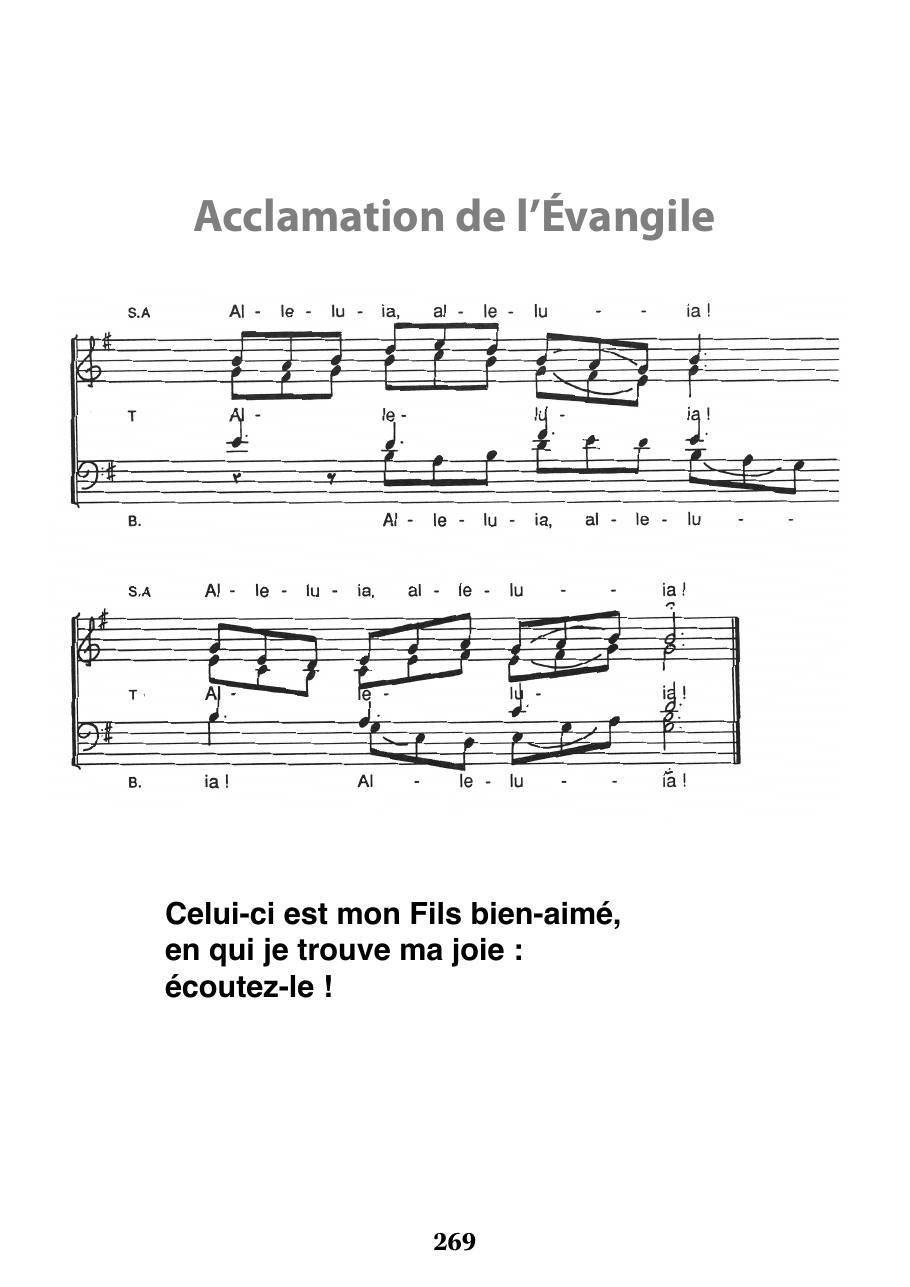 Acclamation de l’Évangile
S.A Al - le - lu - ia, al - le - lu - - ia !
T Al - le - lu - ia !
B. Al - le - lu - ia, al - le - lu - -
S.A Al - le - lu - ia, al - le - lu - - ia !
T Al - le - lu - ia !
B. ia ! Al - le - lu - ia !
Celui-ci est mon Fils bien-aimé,
en qui je trouve ma joie :
écoutez-le !
269